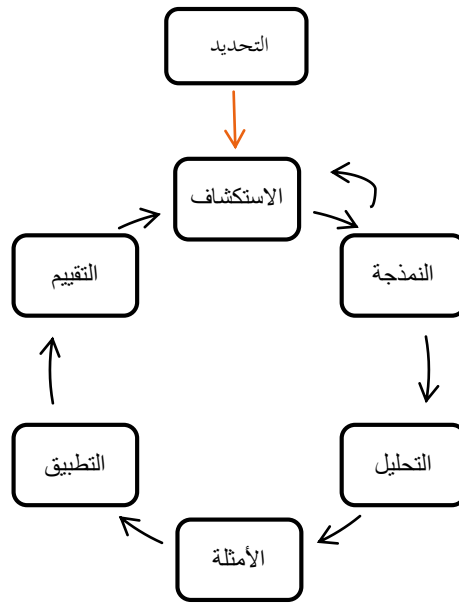 التحديد
الاستكشاف
النمذجة
التحليل
الأمثلة
التطبيق
التقييم